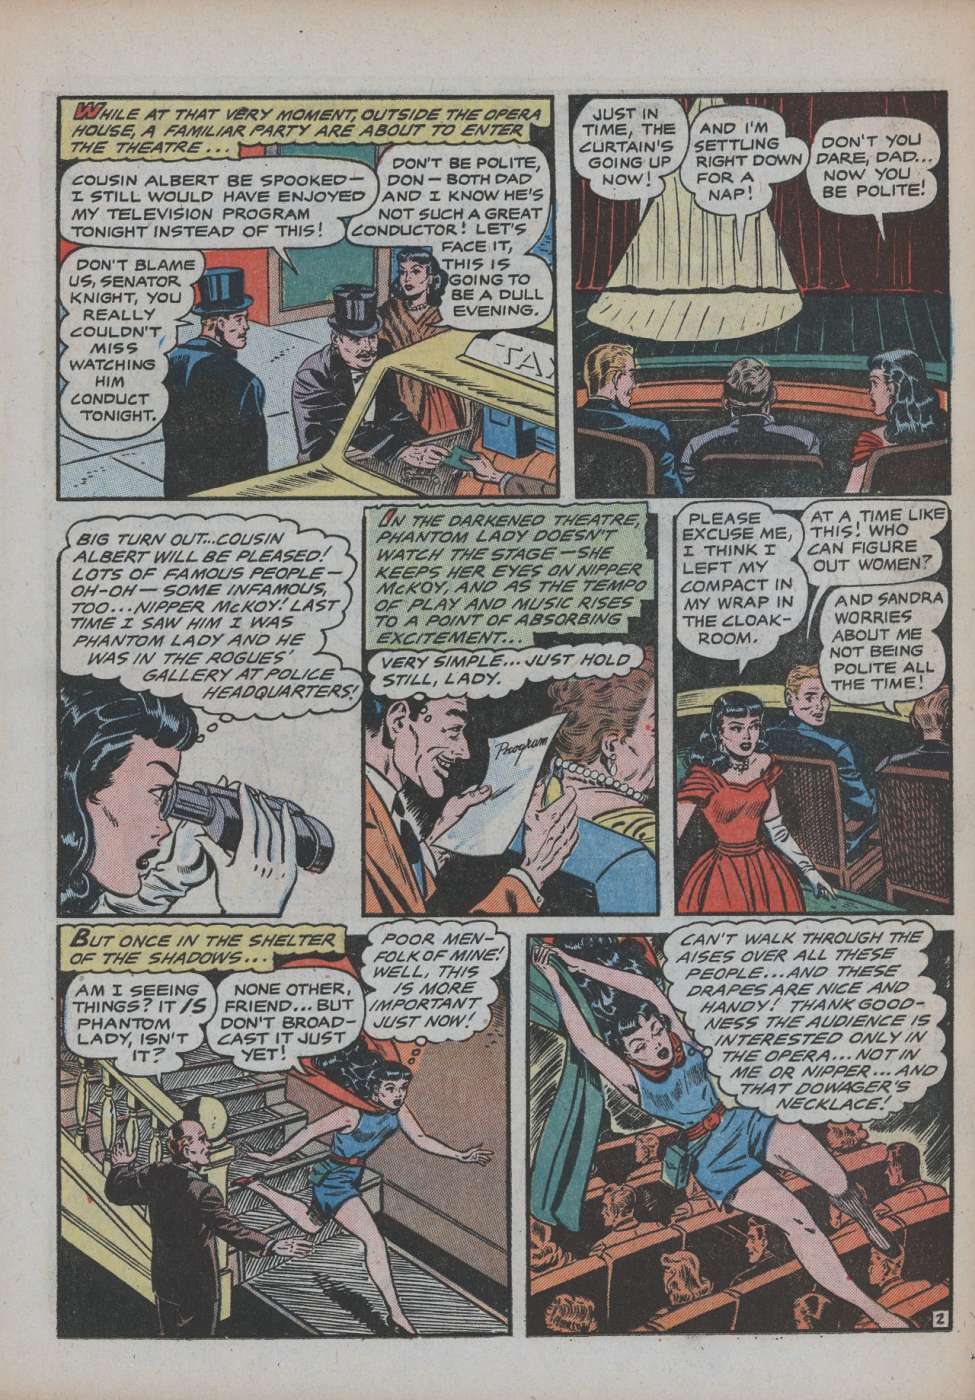 WHILE AT THAT VERY MOMENT, OUTSIDE THE OPERA
HOUSE, A FAMILIAR PARTY ARE ABOUT TO ENTER
THE THEATRE...
COUSIN ALBERT BE SPOOKED—
I STILL WOULD HAVE ENJOYED
MY TELEVISION PROGRAM
TONIGHT INSTEAD OF THIS!
DON'T BLAME
US, SENATOR
KNIGHT, YOU
REALLY
COULDN'T
MISS
WATCHING
HIM
CONDUCT
TONIGHT.
DON'T BE POLITE,
DON—BOTH DAD
AND I KNOW HE'S
NOT SUCH A GREAT
CONDUCTOR! LET'S
FACE IT,
THIS IS
GOING TO
BE A DULL
EVENING.
TAX
JUST IN
TIME, THE
CURTAIN'S
GOING UP
NOW!
AND I'M
SETTLING
RIGHT DOWN
FOR A
NAP!
DON'T YOU
DARE, DAD...
NOW YOU
BE POLITE!
BIG TURN OUT...COUSIN
ALBERT WILL BE PLEASED!
LOTS OF FAMOUS PEOPLE—
OH-OH—SOME INFAMOUS,
TOO...NIPPER McKOY! LAST
TIME I SAW HIM I WAS
PHANTOM LADY AND HE
WAS IN THE ROGUES'
GALLERY AT POLICE
HEADQUARTERS!
IN THE DARKENED THEATRE,
PHANTOM LADY DOESN'T
WATCH THE STAGE—SHE
KEEPS HER EYES ON NIPPER
McKOY, AND AS THE TEMPO
OF PLAY AND MUSIC RISES
TO A POINT OF ABSORBING
EXCITEMENT...
VERY SIMPLE...JUST HOLD
STILL, LADY.
Program
PLEASE
EXCUSE ME,
I THINK I
LEFT MY
COMPACT IN
MY WRAP IN
THE CLOAK-
ROOM.
AT A TIME LIKE
THIS! WHO
CAN FIGURE
OUT WOMEN?
AND SANDRA
WORRIES
ABOUT ME
NOT BEING
POLITE ALL
THE TIME!
BUT ONCE IN THE SHELTER
OF THE SHADOWS...
AM I SEEING
THINGS? IT IS
PHANTOM
LADY, ISN'T
IT?
NONE OTHER,
FRIEND...BUT
DON'T BROAD-
CAST IT JUST
YET!
POOR MEN-
FOLK OF MINE!
WELL, THIS
IS MORE
IMPORTANT
JUST NOW!
CAN'T WALK THROUGH THE
AISES OVER ALL THESE
PEOPLE...AND THESE
DRAPES ARE NICE AND
HANDY! THANK GOOD-
NESS THE AUDIENCE IS
INTERESTED ONLY IN
THE OPERA...NOT IN
ME OR NIPPER...AND
THAT DOWAGER'S
NECKLACE!
2